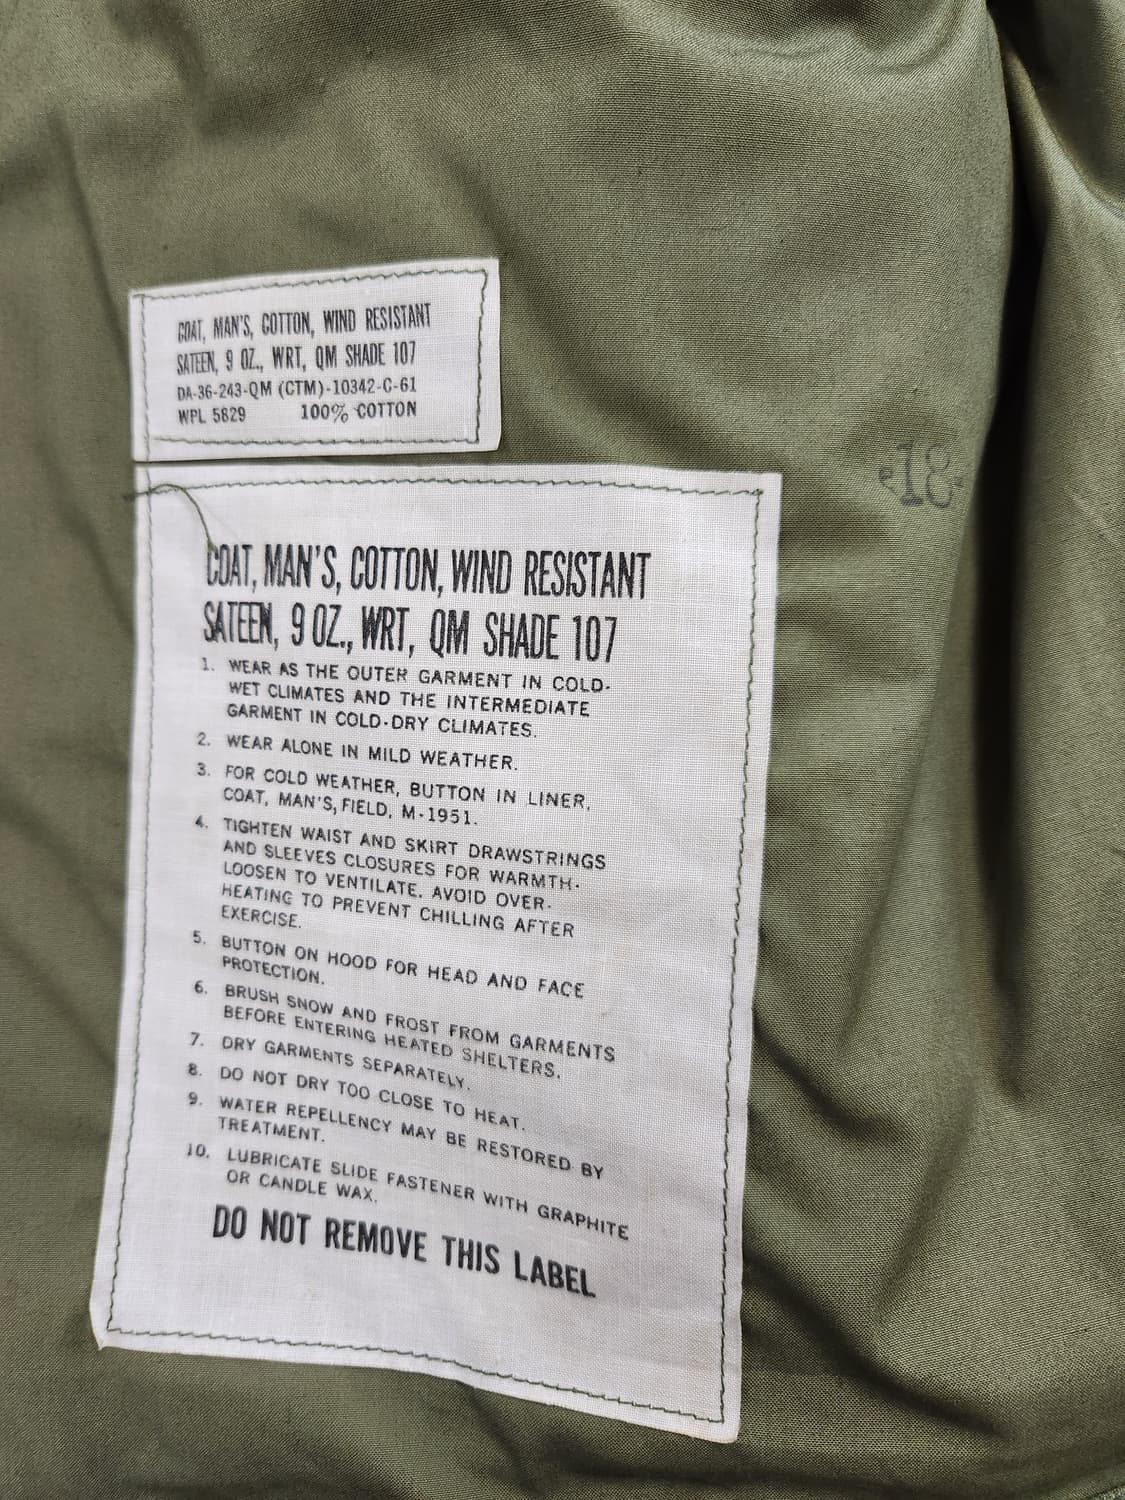 COAT, MAN'S, COTTON, WIND RESISTANT
SATEEN, 9 OZ., WRT, QM SHADE 107
DA-36-243-QM (CTM)-10342-C-61
WPL 5829 100% COTTON
18
COAT, MAN'S, COTTON, WIND RESISTANT
SATEEN, 9 OZ., WRT, QM SHADE 107
1. WEAR AS THE OUTER GARMENT IN COLD-
WET CLIMATES AND THE INTERMEDIATE
GARMENT IN COLD-DRY CLIMATES.
2. WEAR ALONE IN MILD WEATHER.
3. FOR COLD WEATHER, BUTTON IN LINER,
COAT, MAN'S, FIELD, M-1951.
4. TIGHTEN WAIST AND SKIRT DRAWSTRINGS
AND SLEEVES CLOSURES FOR WARMTH-
LOOSEN TO VENTILATE. AVOID OVER-
HEATING TO PREVENT CHILLING AFTER
EXERCISE.
5. BUTTON ON HOOD FOR HEAD AND FACE
PROTECTION.
6. BRUSH SNOW AND FROST FROM GARMENTS
BEFORE ENTERING HEATED SHELTERS.
7. DRY GARMENTS SEPARATELY.
8. DO NOT DRY TOO CLOSE TO HEAT.
9. WATER REPELLENCY MAY BE RESTORED BY
TREATMENT.
10. LUBRICATE SLIDE FASTENER WITH GRAPHITE
OR CANDLE WAX.
DO NOT REMOVE THIS LABEL